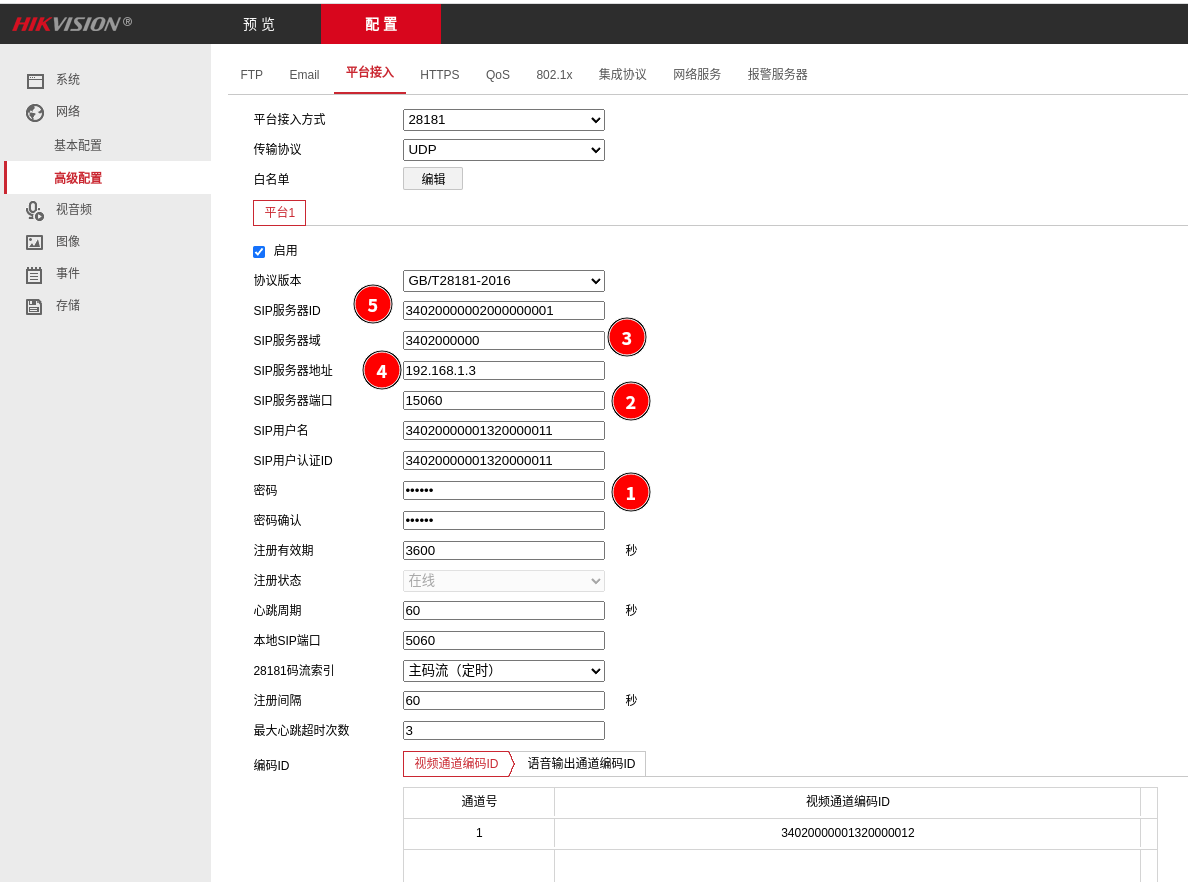 HIKVISION® 预 览 配 置
系统
网络
基本配置
高级配置
视音频
图像
事件
存储
FTP Email 平台接入 HTTPS QoS 802.1x 集成协议 网络服务 报警服务器
平台接入方式 28181
传输协议 UDP
白名单 编辑
平台1
启用
协议版本 GB/T28181-2016
SIP服务器ID 5 34020000002000000001
SIP服务器域 3402000000 3
SIP服务器地址 4 192.168.1.3
SIP服务器端口 15060 2
SIP用户名 34020000001320000011
SIP用户认证ID 34020000001320000011
密码 •••••• 1
密码确认 ••••••
注册有效期 3600 秒
注册状态 在线
心跳周期 60 秒
本地SIP端口 5060
28181码流索引 主码流（定时）
注册间隔 60 秒
最大心跳超时次数 3
编码ID 视频通道编码ID 语音输出通道编码ID
通道号 视频通道编码ID
1 34020000001320000012